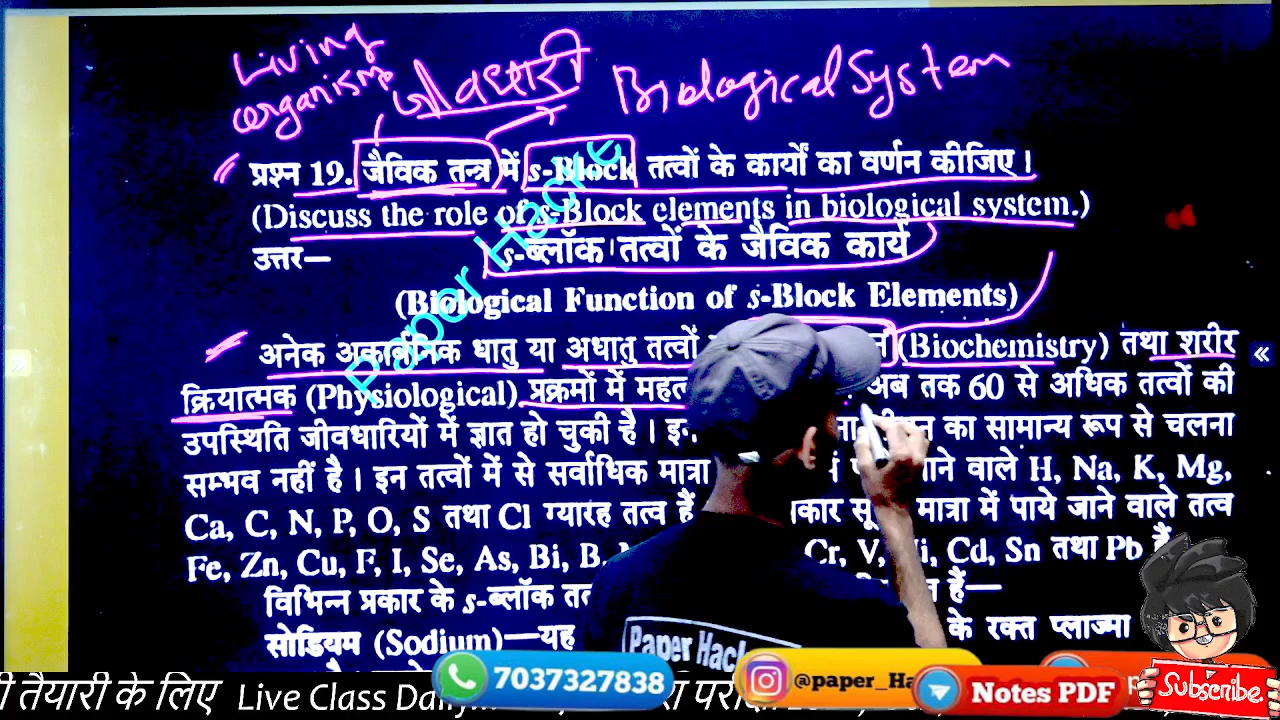 Living
organisms जीवधारी Biological System
प्रश्न 19. जैविक तन्त्र में s-Block तत्वों के कार्यों का वर्णन कीजिए।
(Discuss the role of s-Block elements in biological system.)
उत्तर— s-ब्लॉक तत्वों के जैविक कार्य
(Biological Function of s-Block Elements)
अनेक अकार्बनिक धातु या अधातु तत्वों (Biochemistry) तथा शरीर
क्रियात्मक (Physiological) प्रक्रमों में अब तक 60 से अधिक तत्वों की
उपस्थिति जीवधारियों में ज्ञात हो चुकी है। का सामान्य रूप से चलना
सम्भव नहीं है। इन तत्वों में से सर्वाधिक मात्रा वाले H, Na, K, Mg,
Ca, C, N, P, O, S तथा Cl ग्यारह तत्व हैं मात्रा में पाये जाने वाले तत्व
Fe, Zn, Cu, F, I, Se, As, Bi, B, Cr, V, Cd, Sn तथा Pb हैं
विभिन्न प्रकार के s-ब्लॉक हैं—
सोडियम (Sodium)—यह के रक्त प्लाज्मा
Paper Hacke
Paper Hack
तैयारी के लिए Live Class
7037327838
@paper_Ha
Notes PDF
Subscribe